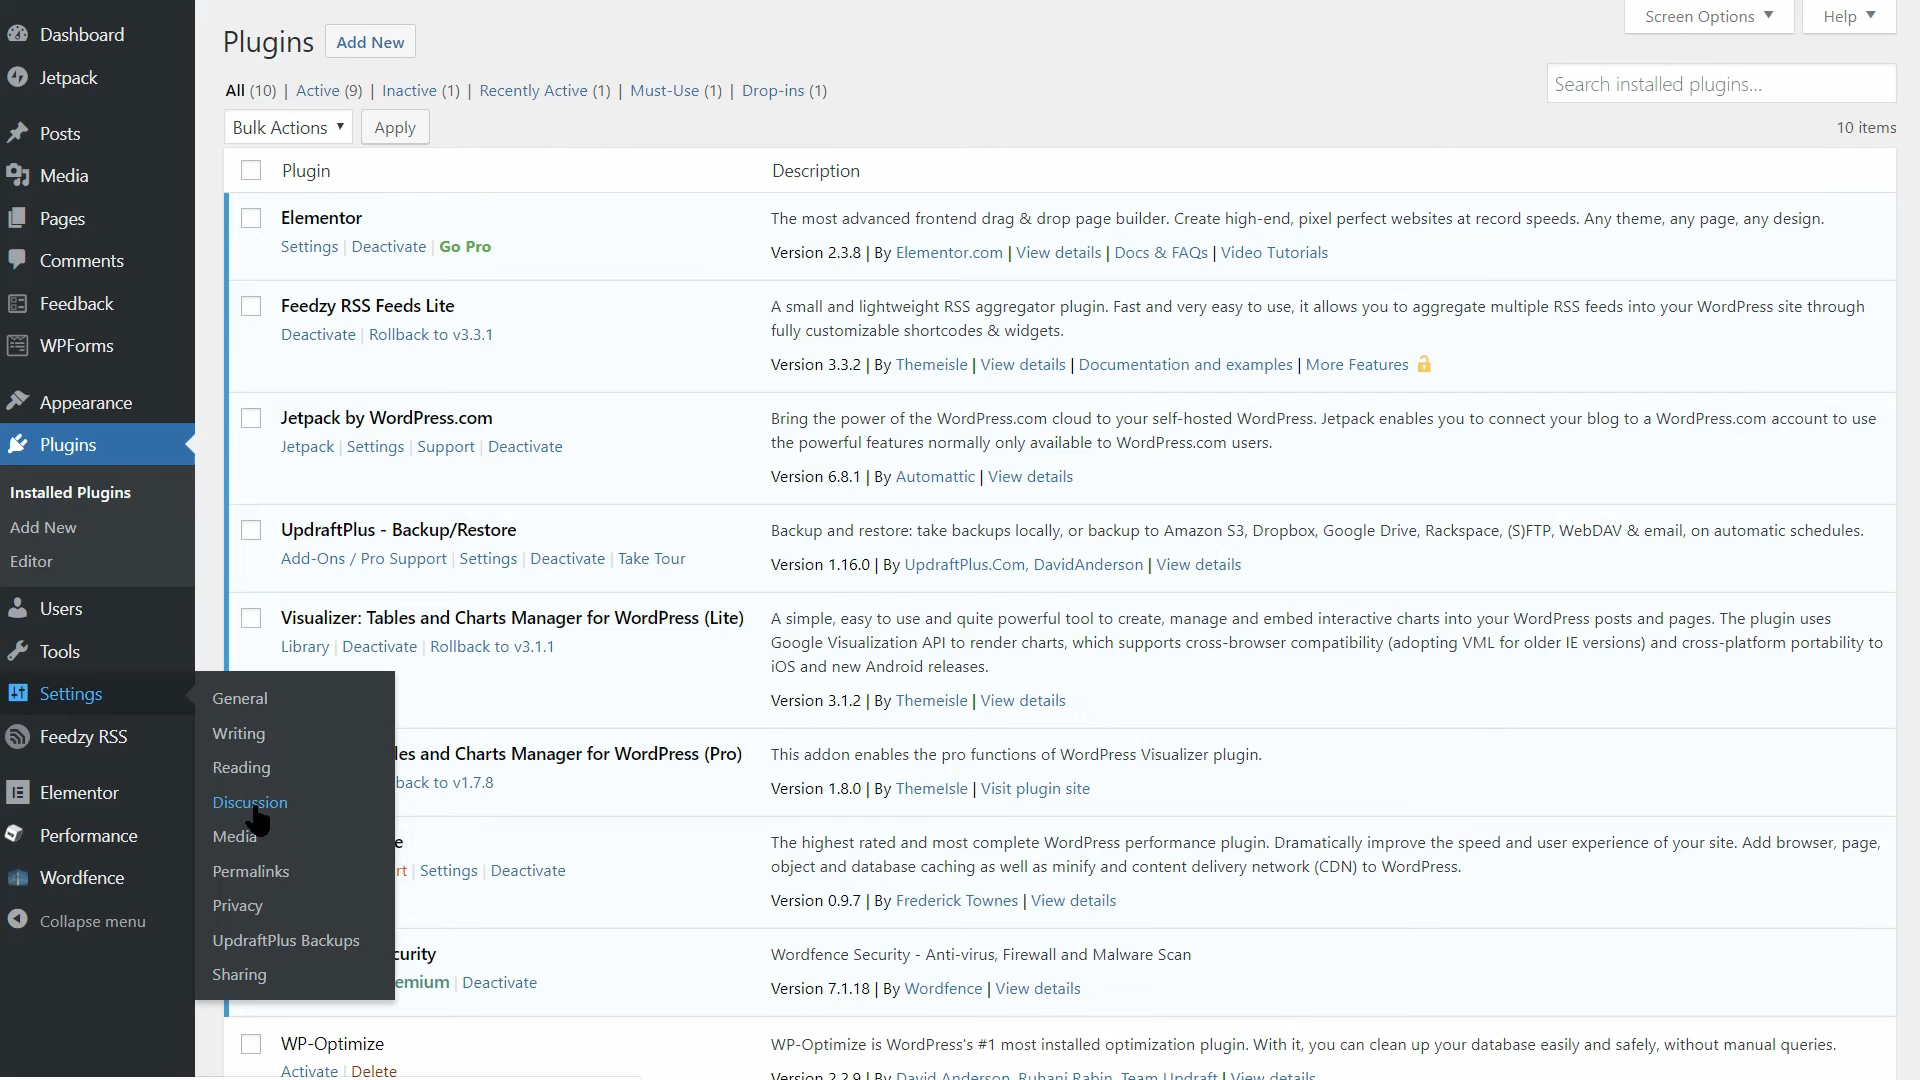 Dashboard
Jetpack
Posts
Media
Pages
Comments
Feedback
WPForms
Appearance
Plugins
Installed Plugins
Add New
Editor
Users
Tools
Settings
Feedzy RSS
Elementor
Performance
Wordfence
Collapse menu
General
Writing
Reading
Discussion
Media
Permalinks
Privacy
UpdraftPlus Backups
Sharing
Screen Options Help
Plugins Add New
All (10) | Active (9) | Inactive (1) | Recently Active (1) | Must-Use (1) | Drop-ins (1)
Search installed plugins...
Bulk Actions Apply
10 items
Plugin Description
Elementor
Settings | Deactivate | Go Pro
The most advanced frontend drag & drop page builder. Create high-end, pixel perfect websites at record speeds. Any theme, any page, any design.
Version 2.3.8 | By Elementor.com | View details | Docs & FAQs | Video Tutorials
Feedzy RSS Feeds Lite
Deactivate | Rollback to v3.3.1
A small and lightweight RSS aggregator plugin. Fast and very easy to use, it allows you to aggregate multiple RSS feeds into your WordPress site through
fully customizable shortcodes & widgets.
Version 3.3.2 | By Themeisle | View details | Documentation and examples | More Features
Jetpack by WordPress.com
Jetpack | Settings | Support | Deactivate
Bring the power of the WordPress.com cloud to your self-hosted WordPress. Jetpack enables you to connect your blog to a WordPress.com account to use
the powerful features normally only available to WordPress.com users.
Version 6.8.1 | By Automattic | View details
UpdraftPlus - Backup/Restore
Add-Ons / Pro Support | Settings | Deactivate | Take Tour
Backup and restore: take backups locally, or backup to Amazon S3, Dropbox, Google Drive, Rackspace, (S)FTP, WebDAV & email, on automatic schedules.
Version 1.16.0 | By UpdraftPlus.Com, DavidAnderson | View details
Visualizer: Tables and Charts Manager for WordPress (Lite)
Library | Deactivate | Rollback to v3.1.1
A simple, easy to use and quite powerful tool to create, manage and embed interactive charts into your WordPress posts and pages. The plugin uses
Google Visualization API to render charts, which supports cross-browser compatibility (adopting VML for older IE versions) and cross-platform portability to
iOS and new Android releases.
Version 3.1.2 | By Themeisle | View details
les and Charts Manager for WordPress (Pro)
back to v1.7.8
This addon enables the pro functions of WordPress Visualizer plugin.
Version 1.8.0 | By ThemeIsle | Visit plugin site
e
rt | Settings | Deactivate
The highest rated and most complete WordPress performance plugin. Dramatically improve the speed and user experience of your site. Add browser, page,
object and database caching as well as minify and content delivery network (CDN) to WordPress.
Version 0.9.7 | By Frederick Townes | View details
curity
emium | Deactivate
Wordfence Security - Anti-virus, Firewall and Malware Scan
Version 7.1.18 | By Wordfence | View details
WP-Optimize
Activate | Delete
WP-Optimize is WordPress's #1 most installed optimization plugin. With it, you can clean up your database easily and safely, without manual queries.
Version 2.2.9 | By David Anderson, Ruhani Rabin, Team Updraft | View details